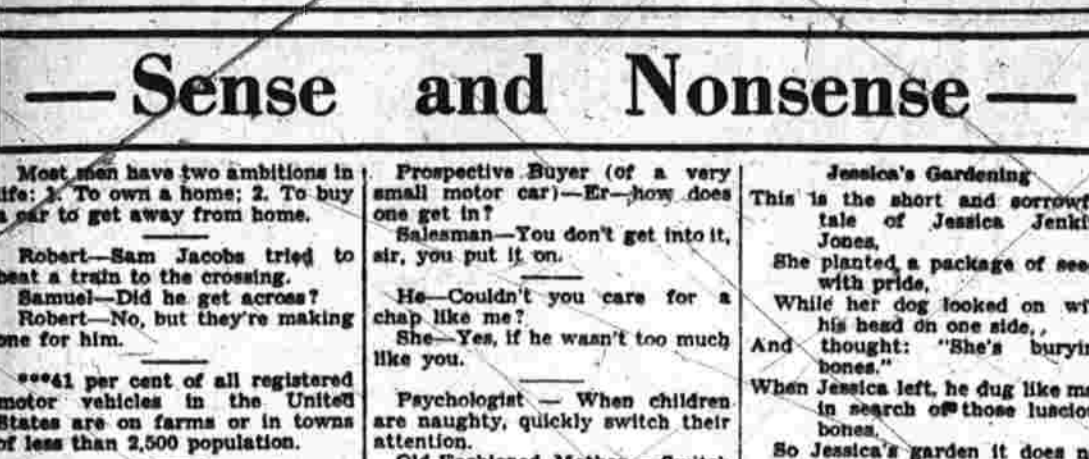 — Sense and Nonsense —
Most men have two ambitions in
life: 1. To own a home; 2. To buy
a car to get away from home.
Robert—Sam Jacobs tried to
beat a train to the crossing.
Samuel—Did he get across?
Robert—No, but they're making
one for him.
***41 per cent of all registered
motor vehicles in the United
States are on farms or in towns
of less than 2,500 population.
Prospective Buyer (of a very
small motor car)—Er—how does
one get in?
Salesman—You don't get into it,
sir, you put it on.
He—Couldn't you care for a
chap like me?
She—Yes, if he wasn't too much
like you.
Psychologist — When children
are naughty, quickly switch their
attention.
Jessica's Gardening
This is the short and sorrowf
tale of Jessica Jenki
Jones,
She planted a package of see
with pride,
While her dog looked on wi
his head on one side,
And thought: "She's buryin
bones."
When Jessica left, he dug like m
in search of those luscio
bones,
So Jessica's garden it does